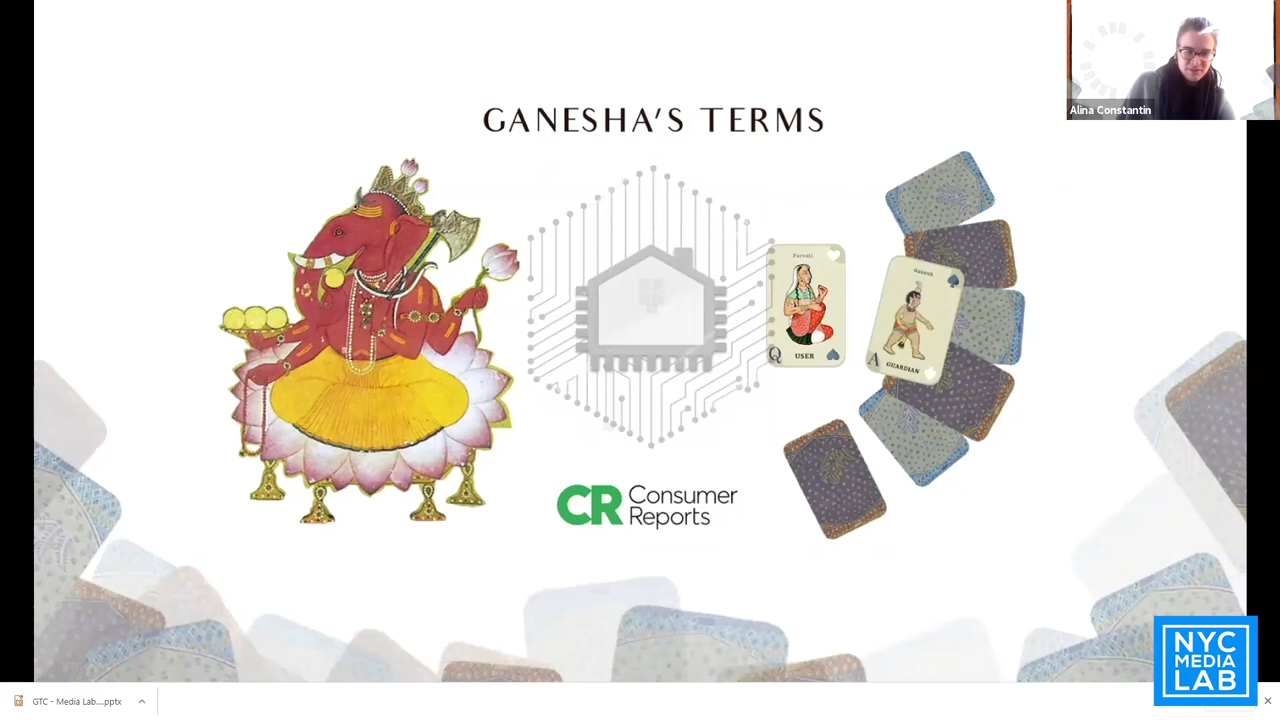 GANESHA'S TERMS
Alina Constantin
Parvati
Q
USER
Ganesh
A
GUARDIAN
CR Consumer
Reports
NYC
MEDIA
LAB
GTC - Media Lab....pptx